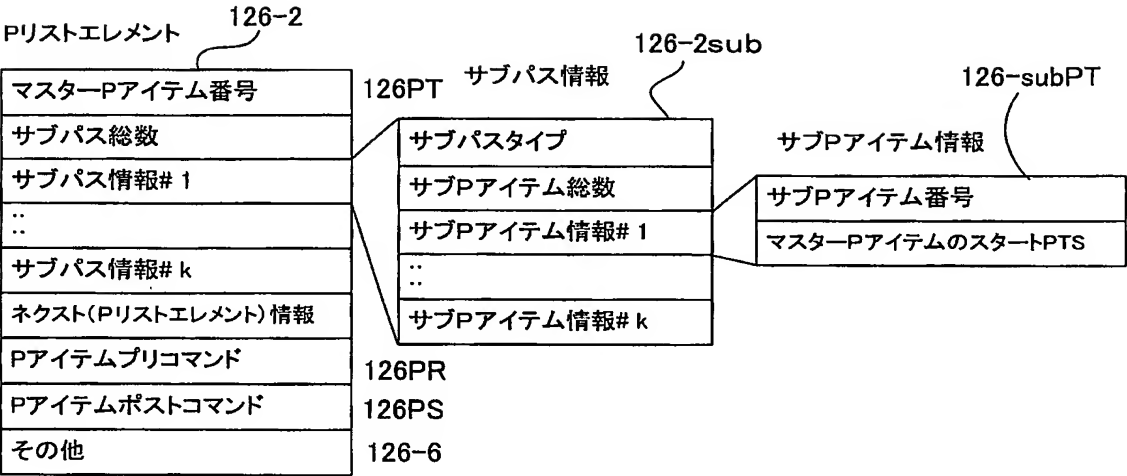 Pリストエレメント
126-2
マスターPアイテム番号
126PT
サブパス総数
サブパス情報#1
::
サブパス情報#k
ネクスト(Pリストエレメント)情報
Pアイテムプリコマンド
126PR
Pアイテムポストコマンド
126PS
その他
126-6
サブパス情報
126-2sub
サブパスタイプ
サブPアイテム総数
サブPアイテム情報#1
::
サブPアイテム情報#k
126-subPT
サブPアイテム情報
サブPアイテム番号
マスターPアイテムのスタートPTS